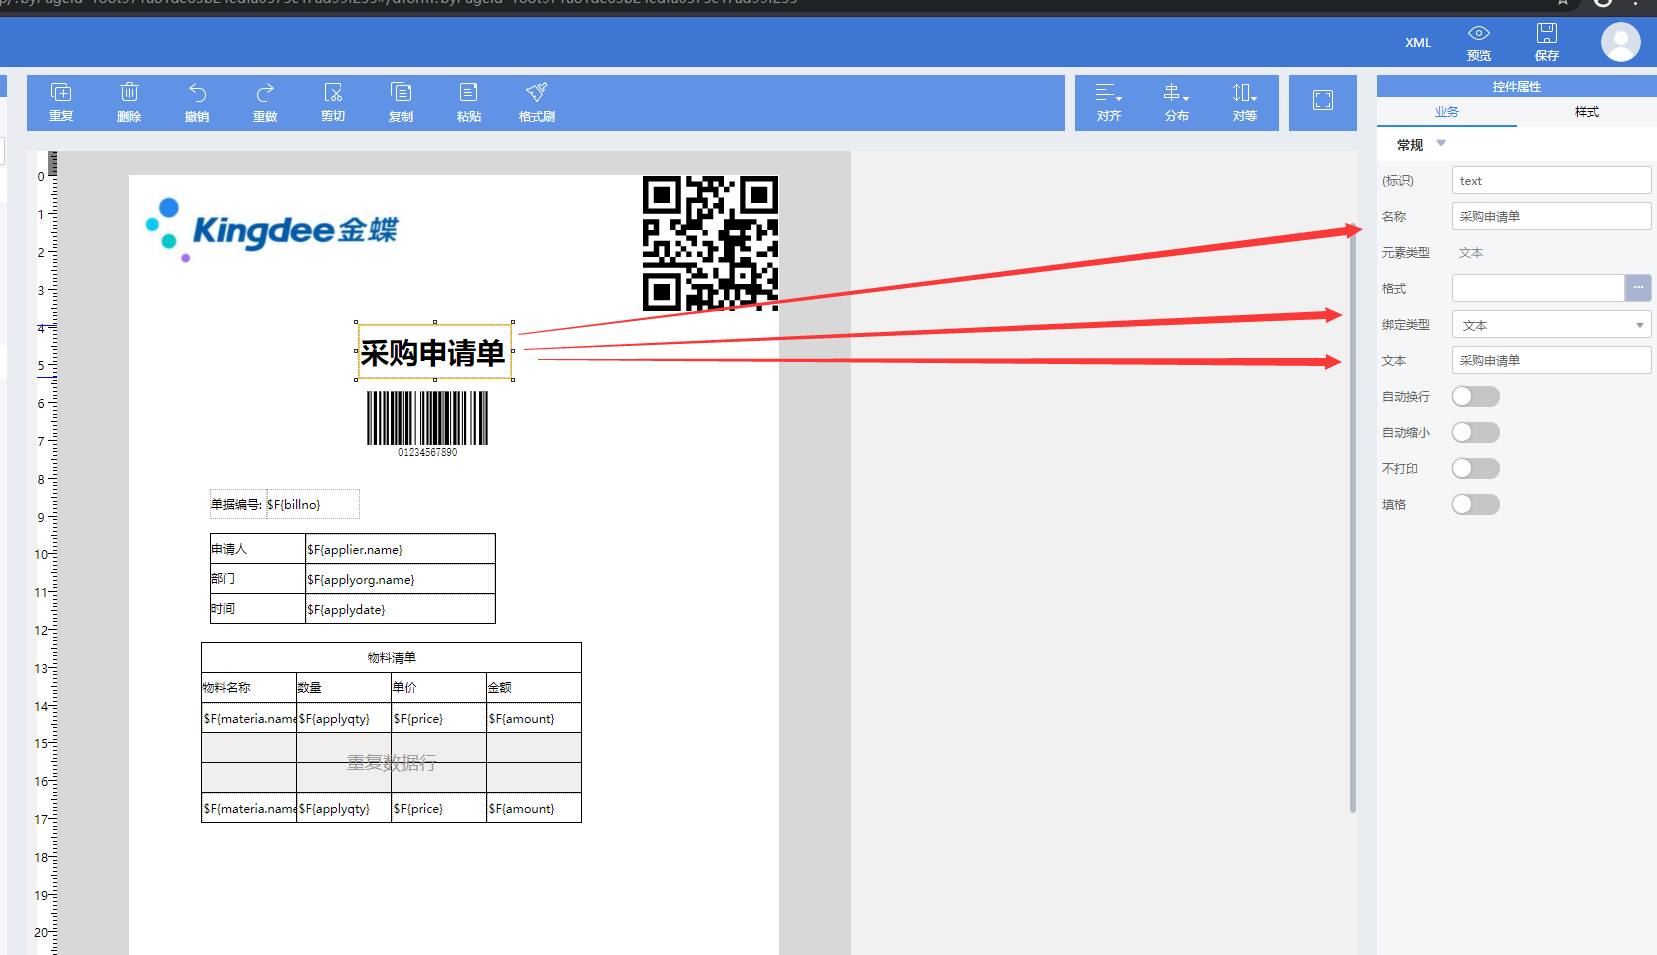 XML
预览
保存
重复
删除
撤销
重做
剪切
复制
粘贴
格式刷
对齐
分布
对等
控件属性
业务
样式
常规
(标识)
text
名称
采购申请单
元素类型
文本
格式
...
绑定类型
文本
文本
采购申请单
自动换行
自动缩小
不打印
填格
0
1
2
3
4
5
6
7
8
9
10
11
12
13
14
15
16
17
18
19
20
Kingdee金蝶
采购申请单
01234567890
单据编号: $F{billno}
申请人 $F{applier.name}
部门 $F{applyorg.name}
时间 $F{applydate}
物料清单
物料名称 数量 单价 金额
$F{materia.name $F{applyqty} $F{price} $F{amount}
重复数据行
$F{materia.name $F{applyqty} $F{price} $F{amount}